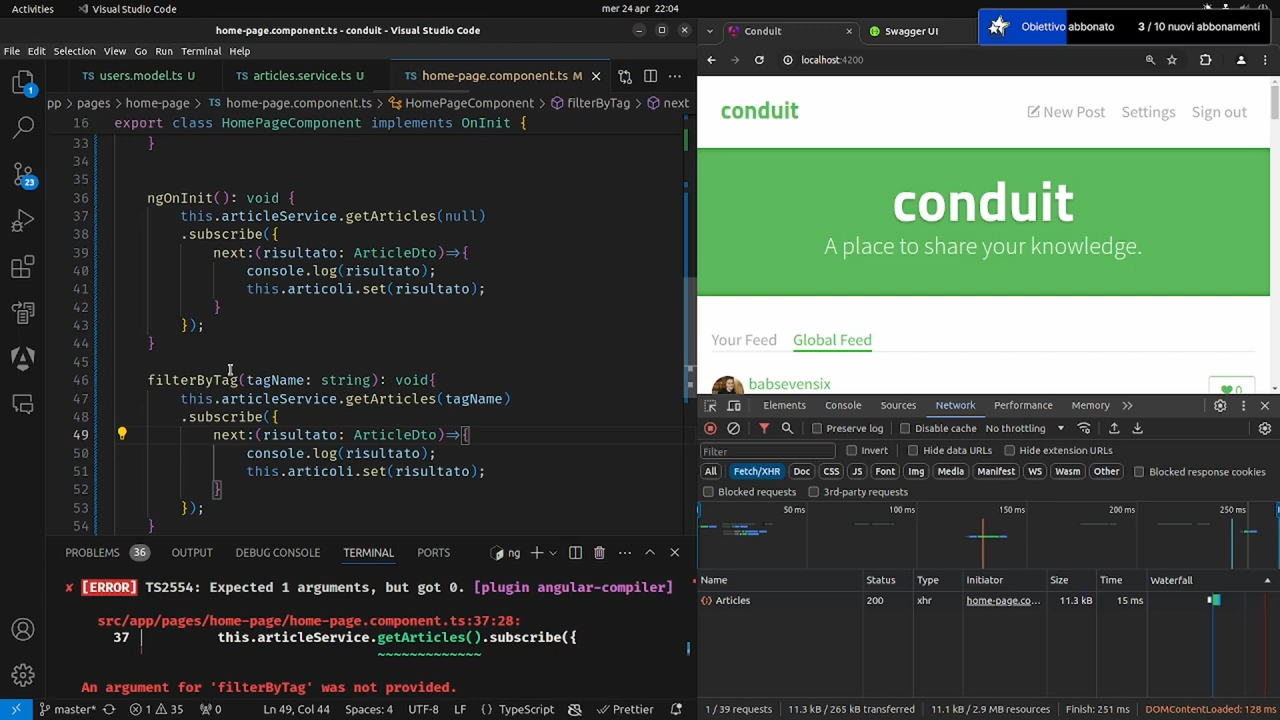 Activities
Visual Studio Code
mer 24 apr 22:04
home-page.component.ts - conduit - Visual Studio Code
File Edit Selection View Go Run Terminal Help
users.model.ts M
articles.service.ts M
home-page.component.ts M
pp > pages > home-page > home-page.component.ts > HomePageComponent > filterByTag > next
16 export class HomePageComponent implements OnInit {
33 }
34
35
36 ngOnInit(): void {
37 this.articleService.getArticles(null)
38 .subscribe({
39 next:(risultato: ArticleDto)=>{
40 console.log(risultato);
41 this.articoli.set(risultato);
42 }
43 });
44 }
45
46 filterByTag(tagName: string): void{
47 this.articleService.getArticles(tagName)
48 .subscribe({
49 next:(risultato: ArticleDto)=>{
50 console.log(risultato);
51 this.articoli.set(risultato);
52 }
53 });
54 }
PROBLEMS 36 OUTPUT DEBUG CONSOLE TERMINAL PORTS ng
✘ [ERROR] TS2554: Expected 1 arguments, but got 0. [plugin angular-compiler]
src/app/pages/home-page/home-page.component.ts:37:28:
37 │ this.articleService.getArticles().subscribe({
~~~~~~~~~~~~~
An argument for 'filterByTag' was not provided.
1
23
master* 1 35 0 Ln 49, Col 44 Spaces: 4 UTF-8 LF TypeScript Prettier
Conduit
Swagger UI
Obiettivo abbonato
3 / 10 nuovi abbonamenti
localhost:4200
conduit
New Post
Settings
Sign out
conduit
A place to share your knowledge.
Your Feed
Global Feed
babsevensix
0
Elements Console Sources Network Performance Memory
Preserve log Disable cache No throttling
Filter Invert Hide data URLs Hide extension URLs
All Fetch/XHR Doc CSS JS Font Img Media Manifest WS Wasm Other Blocked response cookies
Blocked requests 3rd-party requests
50 ms 100 ms 150 ms 200 ms 250 ms
Name Status Type Initiator Size Time Waterfall
Articles 200 xhr home-page.co... 11.3 kB 15 ms
1 / 39 requests 11.3 kB / 265 kB transferred 11.1 kB / 2.9 MB resources Finish: 251 ms DOMContentLoaded: 128 ms